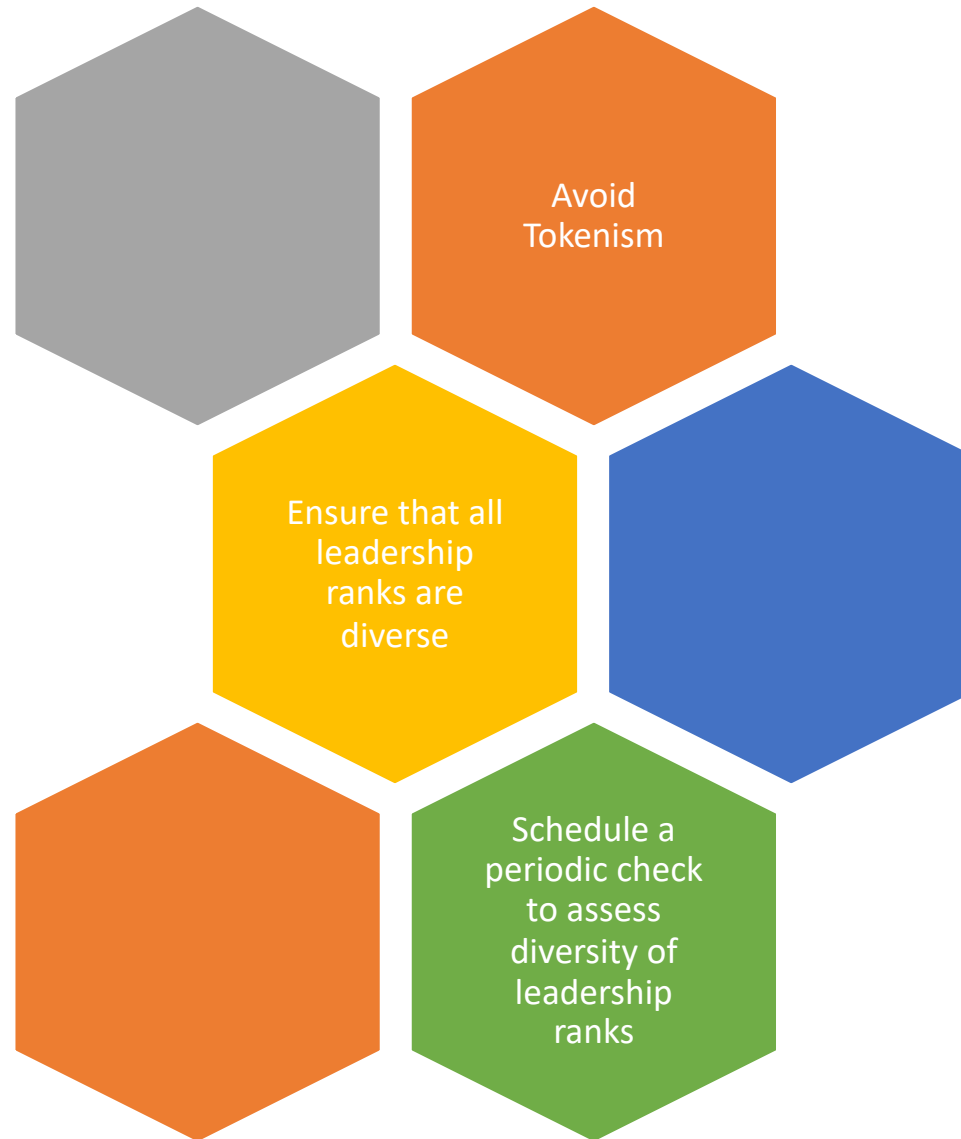 Avoid
Tokenism
Ensure that all
leadership
ranks are
diverse
Schedule a
periodic check
to assess
diversity of
leadership
ranks